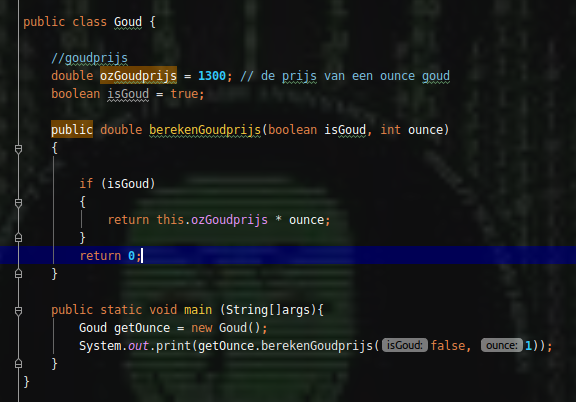 public class Goud {
//goudprijs
double ozGoudprijs = 1300; // de prijs van een ounce goud
boolean isGoud = true;
public double berekenGoudprijs(boolean isGoud, int ounce)
{
if (isGoud)
{
return this.ozGoudprijs * ounce;
}
return 0;
}
public static void main (String[]args){
Goud getOunce = new Goud();
System.out.print(getOunce.berekenGoudprijs( isGoud: false, ounce: 1));
}
}